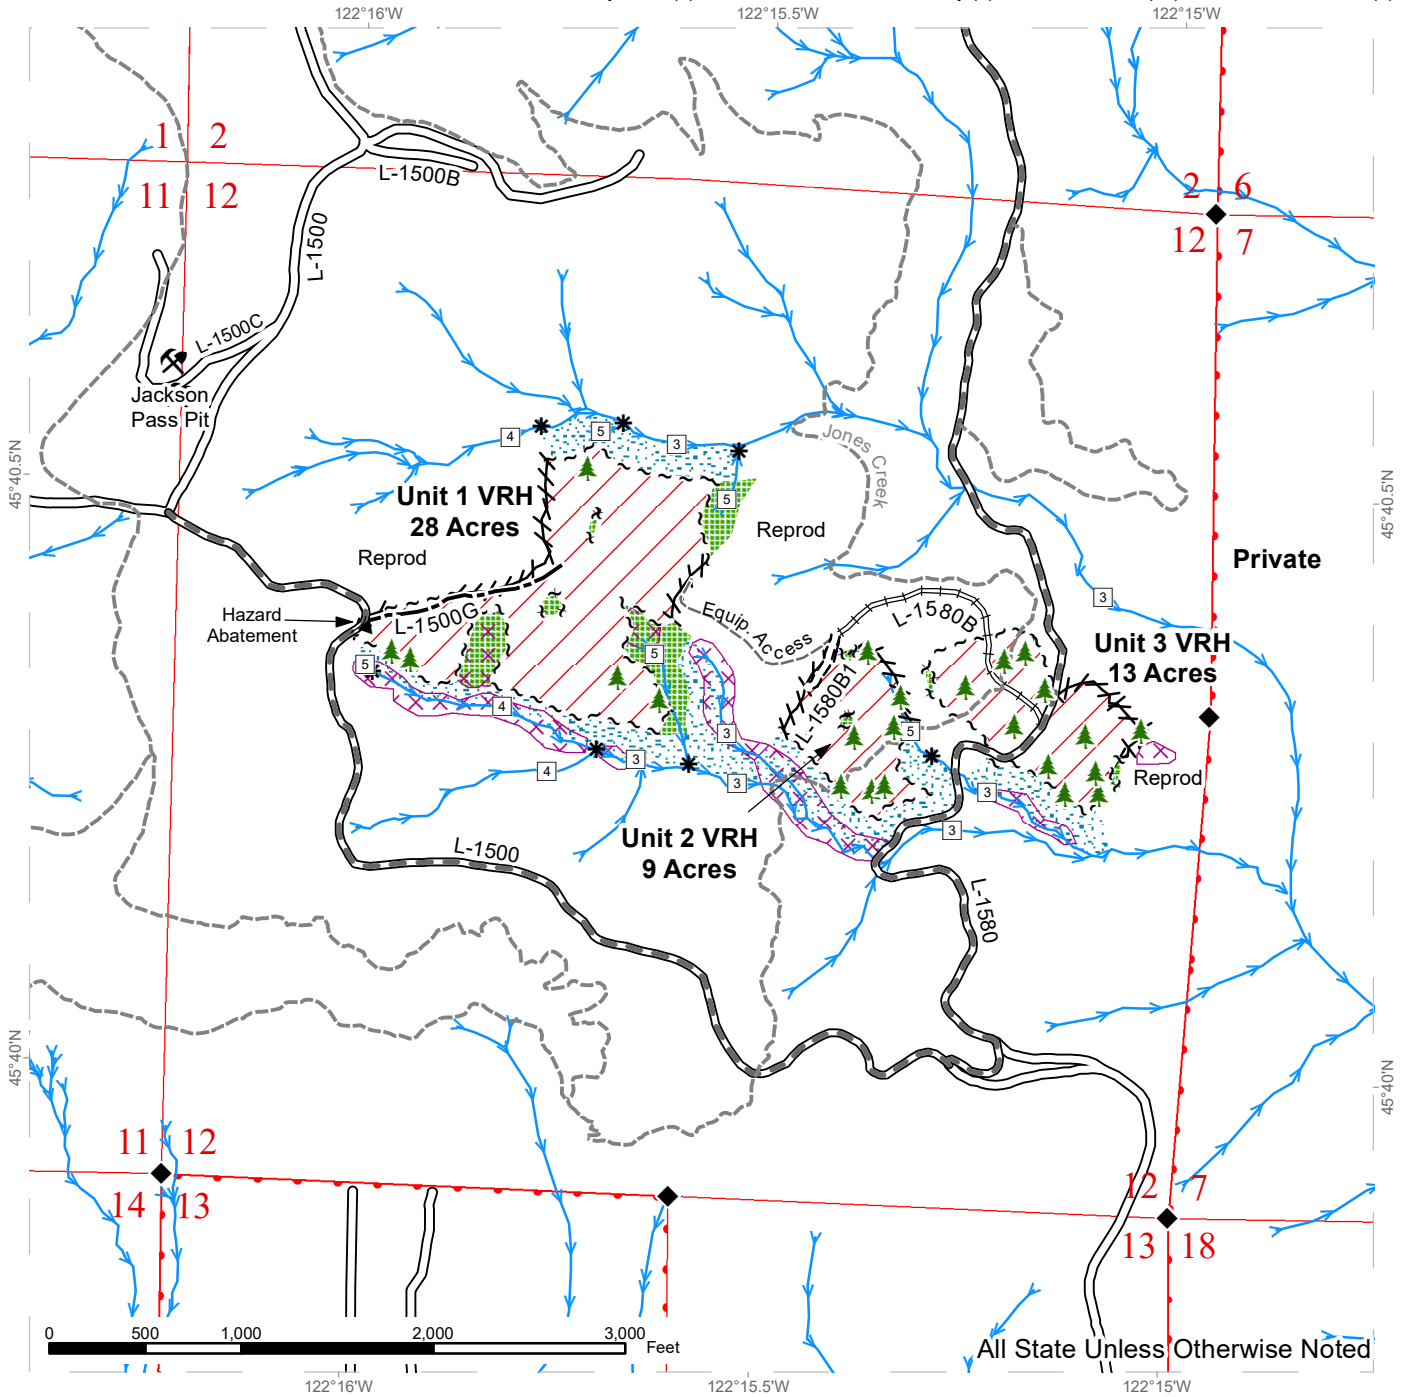 122°16'W
122°15.5'W
122°15'W
1 2
11 12
L-1500B
L-1500
2 6
12 7
L-1500C
Jackson
Pass Pit
45°40.5'N
45°40.5'N
4
5
3
Jones Creek
5
Unit 1 VRH
28 Acres
Reprod
Reprod
Private
3
Hazard
Abatement
L-1500G
Equip. Access
L-1580B
Unit 3 VRH
13 Acres
5
5
L-1580B1
4
3
5
4
3
3
3
Reprod
3
Unit 2 VRH
9 Acres
L-1500
L-1580
45°40'N
45°40'N
11 12
14 13
12 7
13 18
0 500 1,000 2,000 3,000
Feet
All State Unless Otherwise Noted
122°16'W
122°15.5'W
122°15'W